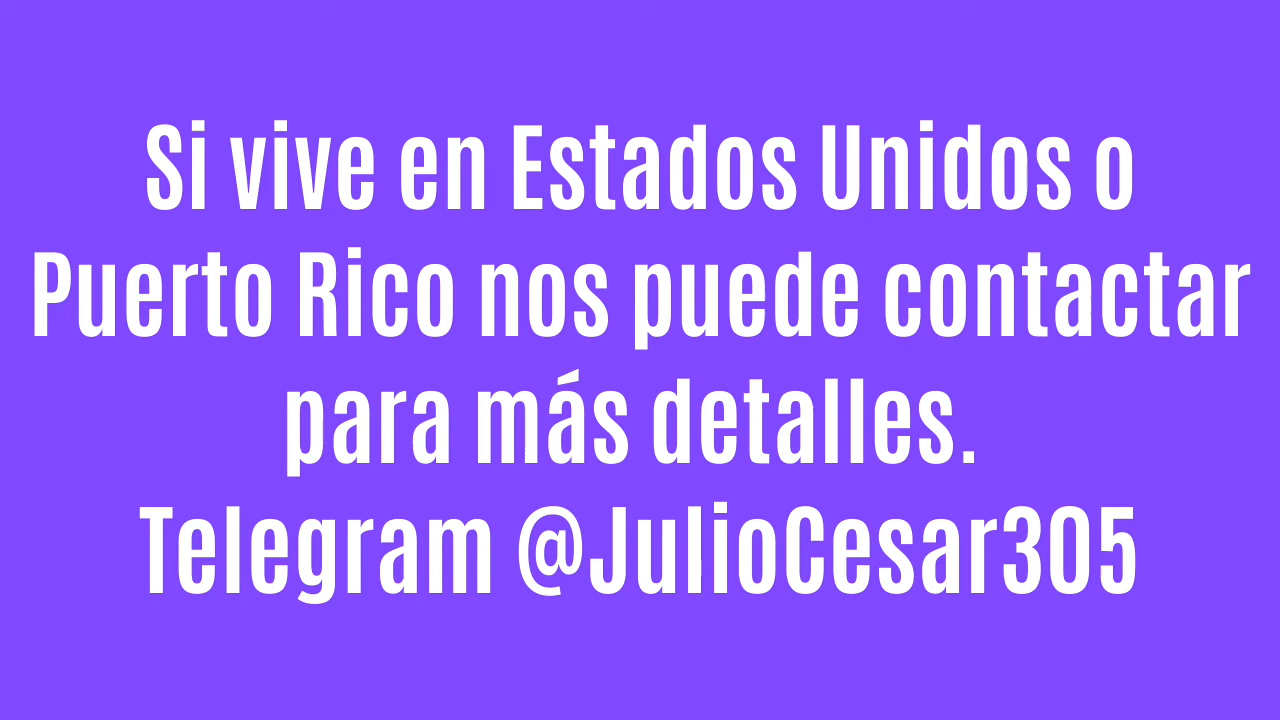 Si vive en Estados Unidos o
Puerto Rico nos puede contactar
para más detalles.
Telegram @JulioCesar305